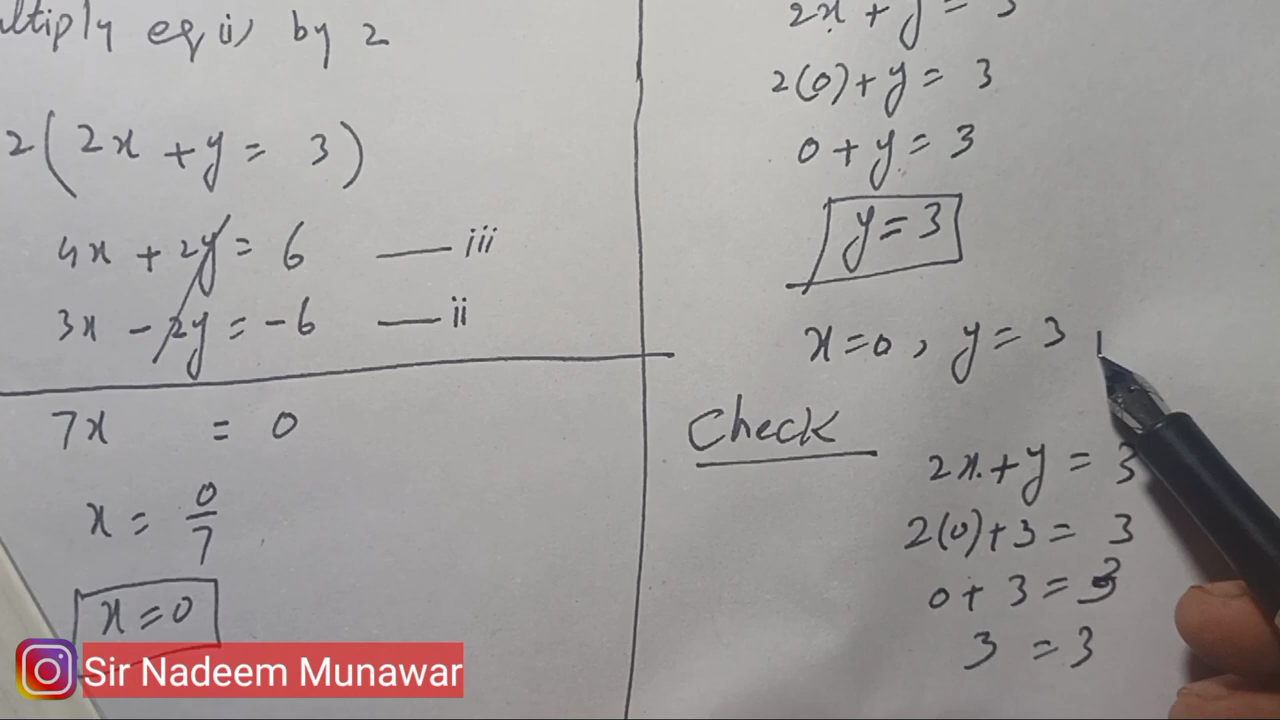 ultiply eq ii) by 2
2(2x + y = 3)
4x + 2y = 6 — iii
3x - 2y = -6 — ii
7x = 0
x = 0/7
x = 0
2x + y = 3
2(0) + y = 3
0 + y = 3
y = 3
x = 0, y = 3
Check
2x + y = 3
2(0) + 3 = 3
0 + 3 = 3
3 = 3
Sir Nadeem Munawar